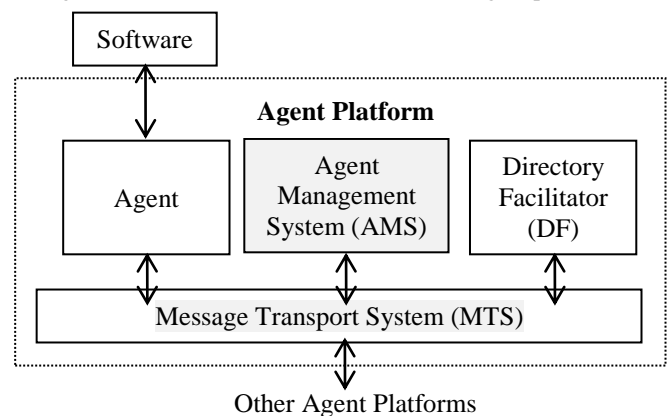 Software
Agent Platform
Agent
Agent
Management
System (AMS)
Directory
Facilitator
(DF)
Message Transport System (MTS)
Other Agent Platforms